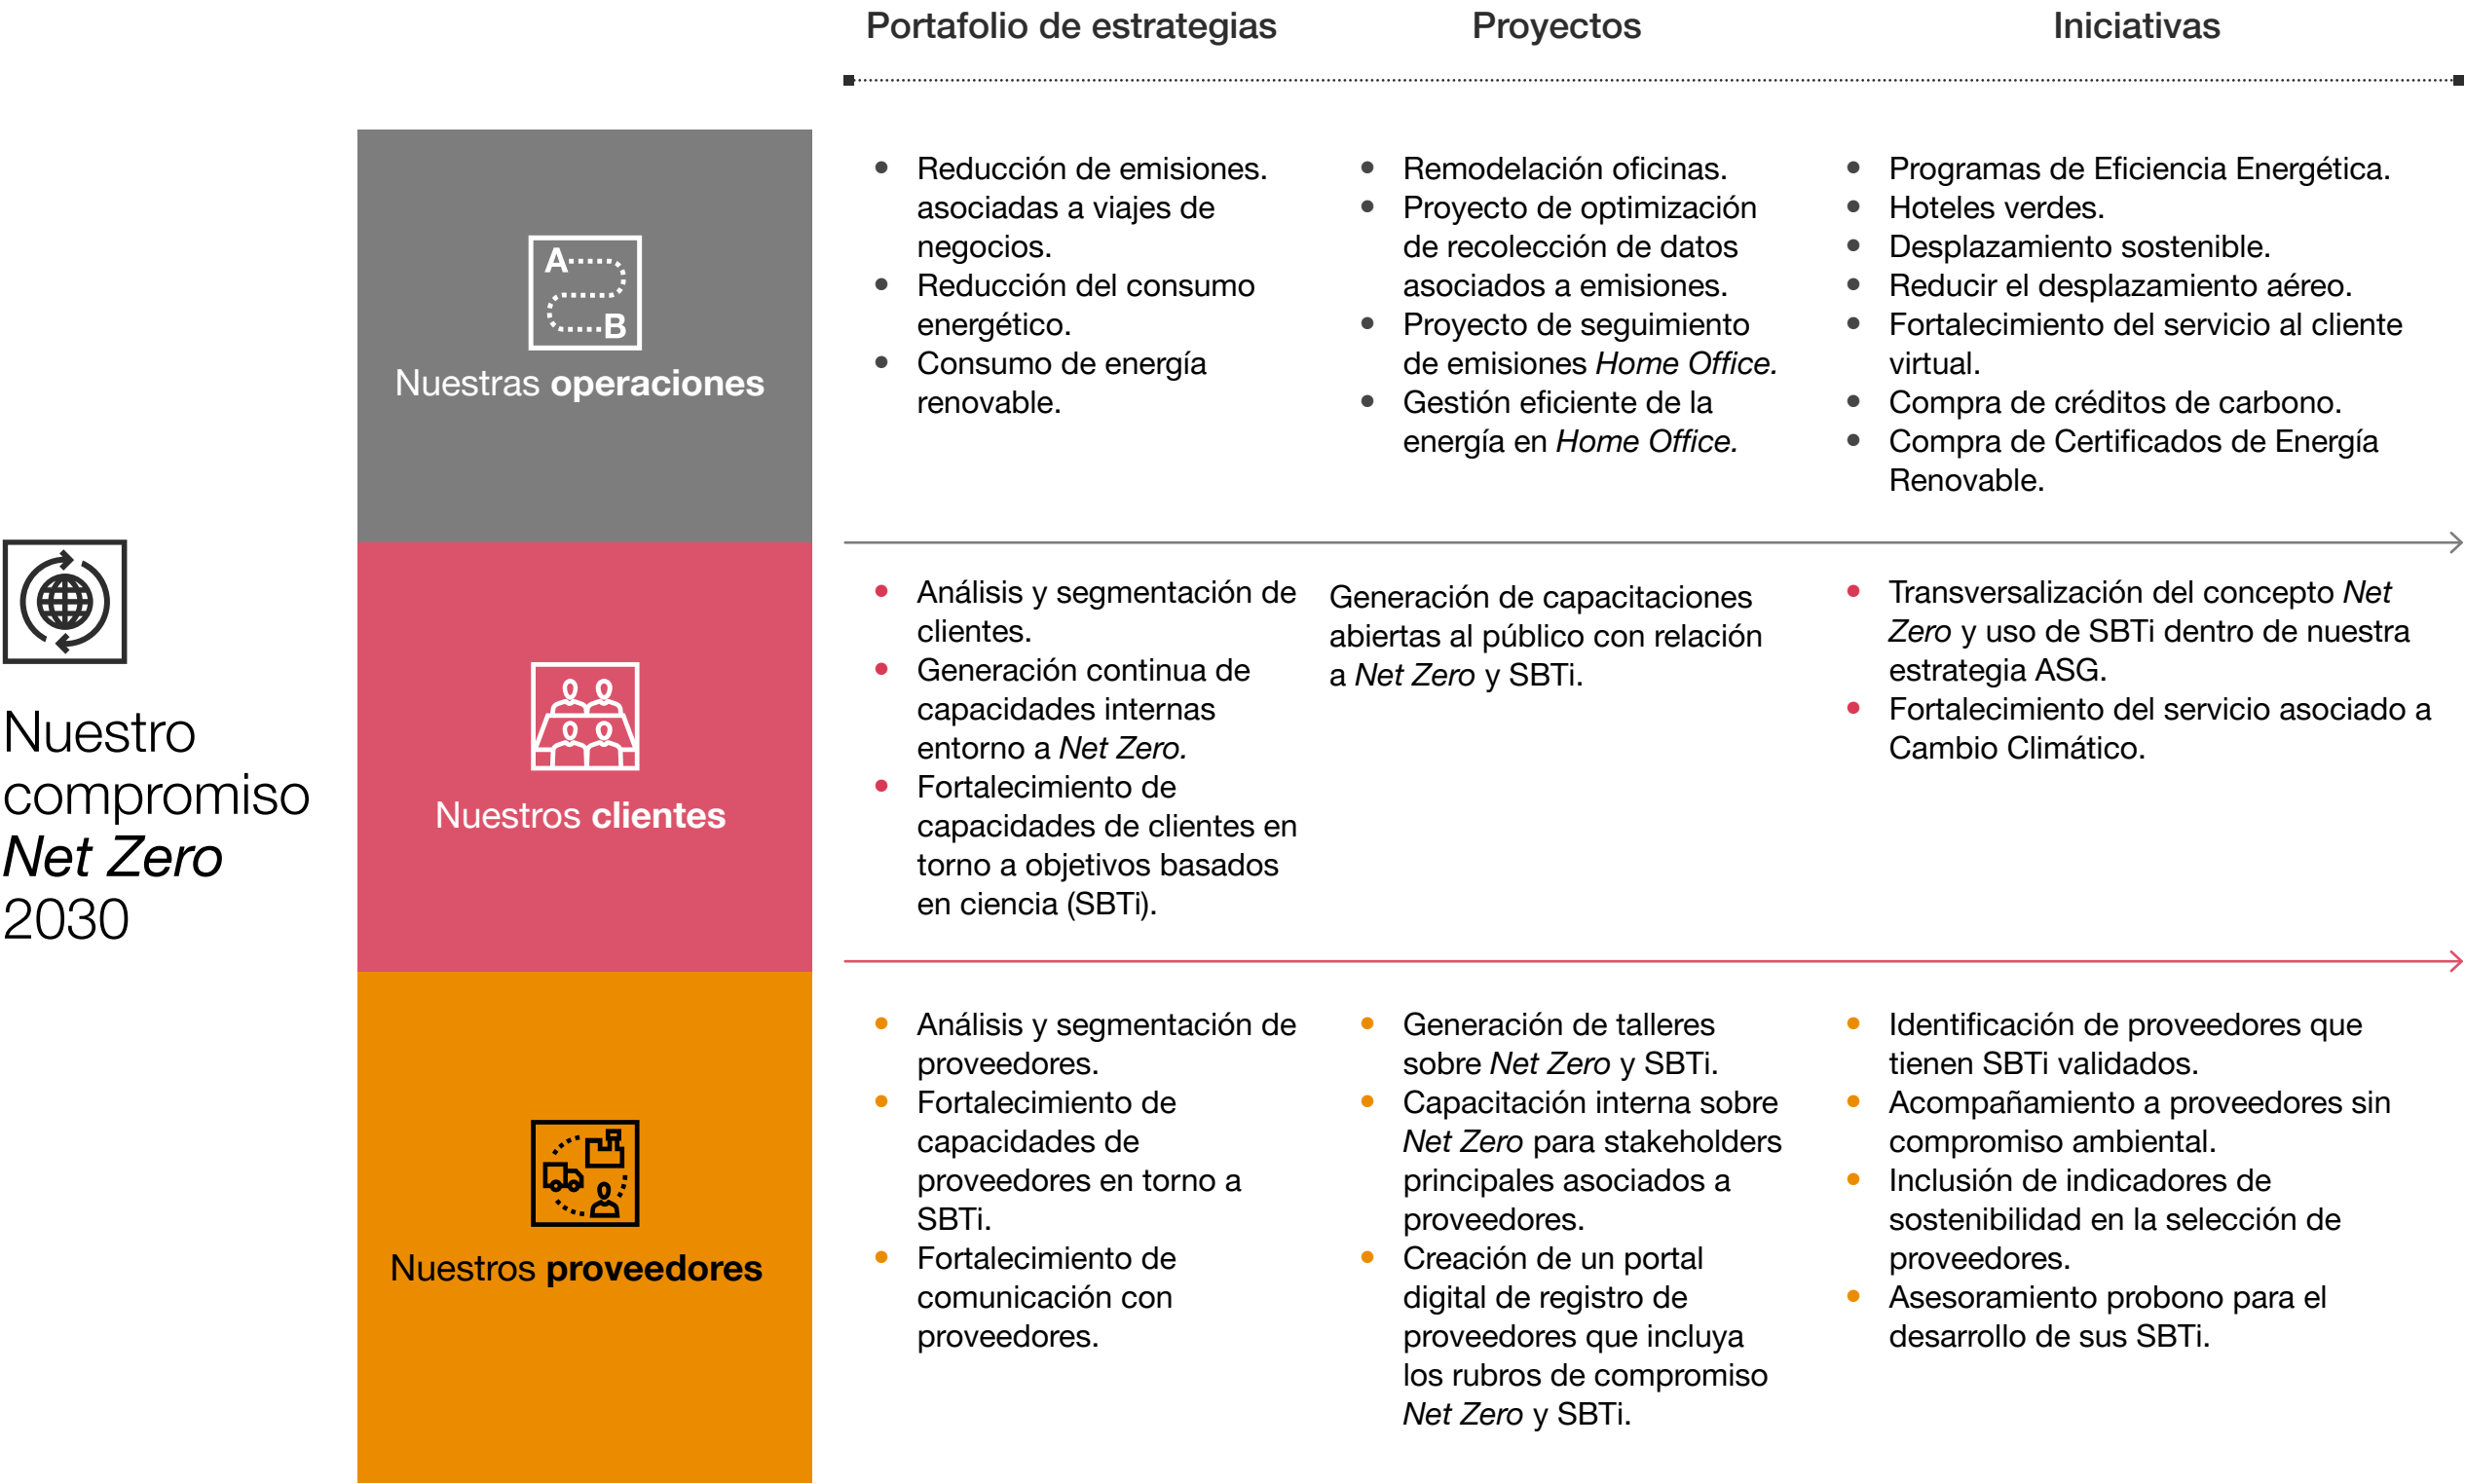 Portafolio de estrategias
Proyectos
Iniciativas
Nuestro
compromiso
Net Zero
2030
A
B
Nuestras operaciones
Reducción de emisiones.
asociadas a viajes de
negocios.
Reducción del consumo
energético.
Consumo de energía
renovable.
Remodelación oficinas.
Proyecto de optimización
de recolección de datos
asociados a emisiones.
Proyecto de seguimiento
de emisiones Home Office.
Gestión eficiente de la
energía en Home Office.
Programas de Eficiencia Energética.
Hoteles verdes.
Desplazamiento sostenible.
Reducir el desplazamiento aéreo.
Fortalecimiento del servicio al cliente
virtual.
Compra de créditos de carbono.
Compra de Certificados de Energía
Renovable.
Nuestros clientes
Análisis y segmentación de
clientes.
Generación continua de
capacidades internas
entorno a Net Zero.
Fortalecimiento de
capacidades de clientes en
torno a objetivos basados
en ciencia (SBTi).
Generación de capacitaciones
abiertas al público con relación
a Net Zero y SBTi.
Transversalización del concepto Net
Zero y uso de SBTi dentro de nuestra
estrategia ASG.
Fortalecimiento del servicio asociado a
Cambio Climático.
Nuestros proveedores
Análisis y segmentación de
proveedores.
Fortalecimiento de
capacidades de
proveedores en torno a
SBTi.
Fortalecimiento de
comunicación con
proveedores.
Generación de talleres
sobre Net Zero y SBTi.
Capacitación interna sobre
Net Zero para stakeholders
principales asociados a
proveedores.
Creación de un portal
digital de registro de
proveedores que incluya
los rubros de compromiso
Net Zero y SBTi.
Identificación de proveedores que
tienen SBTi validados.
Acompañamiento a proveedores sin
compromiso ambiental.
Inclusión de indicadores de
sostenibilidad en la selección de
proveedores.
Asesoramiento probono para el
desarrollo de sus SBTi.